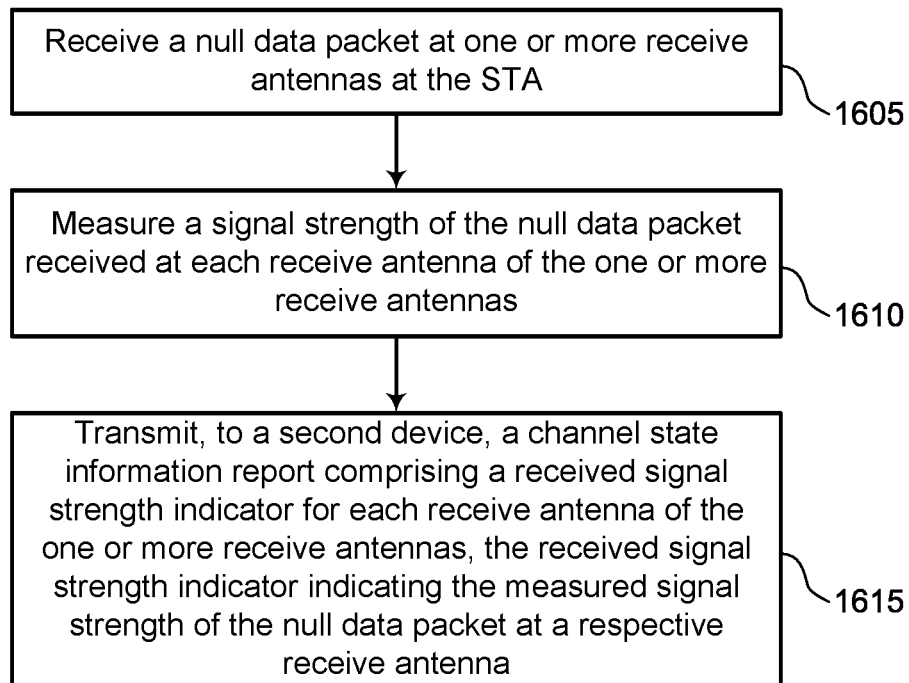 Receive a null data packet at one or more receive
antennas at the STA
1605
Measure a signal strength of the null data packet
received at each receive antenna of the one or more
receive antennas
1610
Transmit, to a second device, a channel state
information report comprising a received signal
strength indicator for each receive antenna of the
one or more receive antennas, the received signal
strength indicator indicating the measured signal
strength of the null data packet at a respective
receive antenna
1615